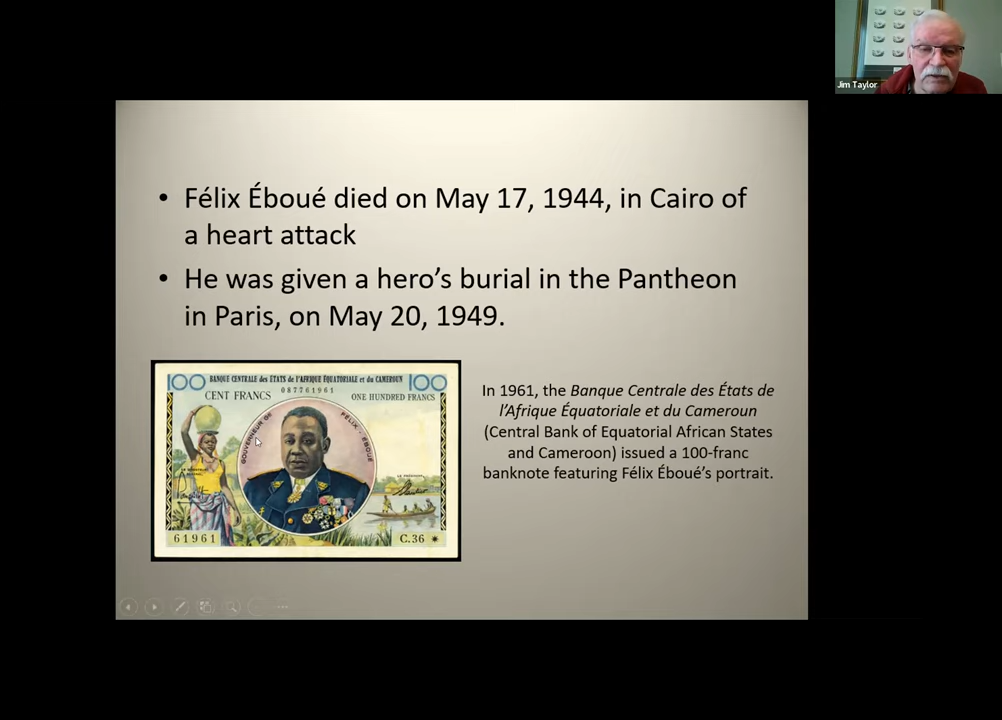 Jim Taylor
• Félix Éboué died on May 17, 1944, in Cairo of
a heart attack
• He was given a hero’s burial in the Pantheon
in Paris, on May 20, 1949.
100 BANQUE CENTRALE des ÉTATS de l'AFRIQUE ÉQUATORIALE et du CAMEROUN 100
087761961
CENT FRANCS ONE HUNDRED FRANCS
GOUVERNEUR GÉ FÉLIX - ÉBOUÉ
61961 C.36 *
In 1961, the Banque Centrale des États de
l’Afrique Équatoriale et du Cameroun
(Central Bank of Equatorial African States
and Cameroon) issued a 100-franc
banknote featuring Félix Éboué’s portrait.